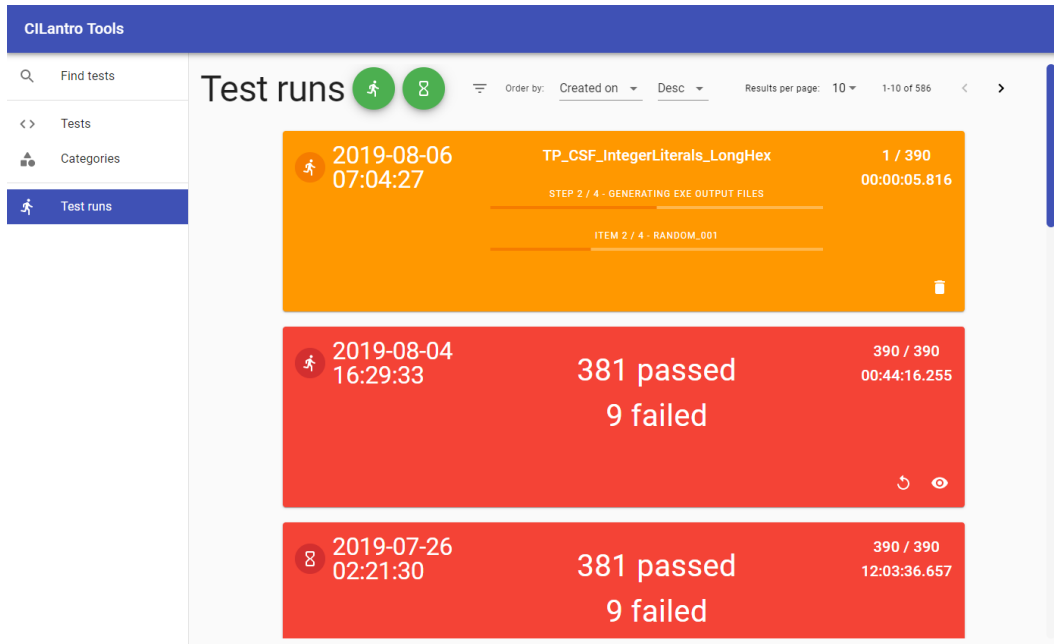 CILantro Tools
Find tests
Tests
Categories
Test runs
Test runs
Order by: Created on Desc Results per page: 10 1-10 of 586
2019-08-06
07:04:27
TP_CSF_IntegerLiterals_LongHex
STEP 2 / 4 - GENERATING EXE OUTPUT FILES
ITEM 2 / 4 - RANDOM_001
1 / 390
00:00:05.816
2019-08-04
16:29:33
381 passed
9 failed
390 / 390
00:44:16.255
2019-07-26
02:21:30
381 passed
9 failed
390 / 390
12:03:36.657